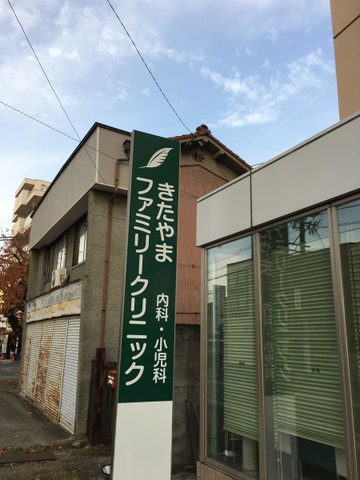 きたやま
ファミリークリニック
内科・小児科